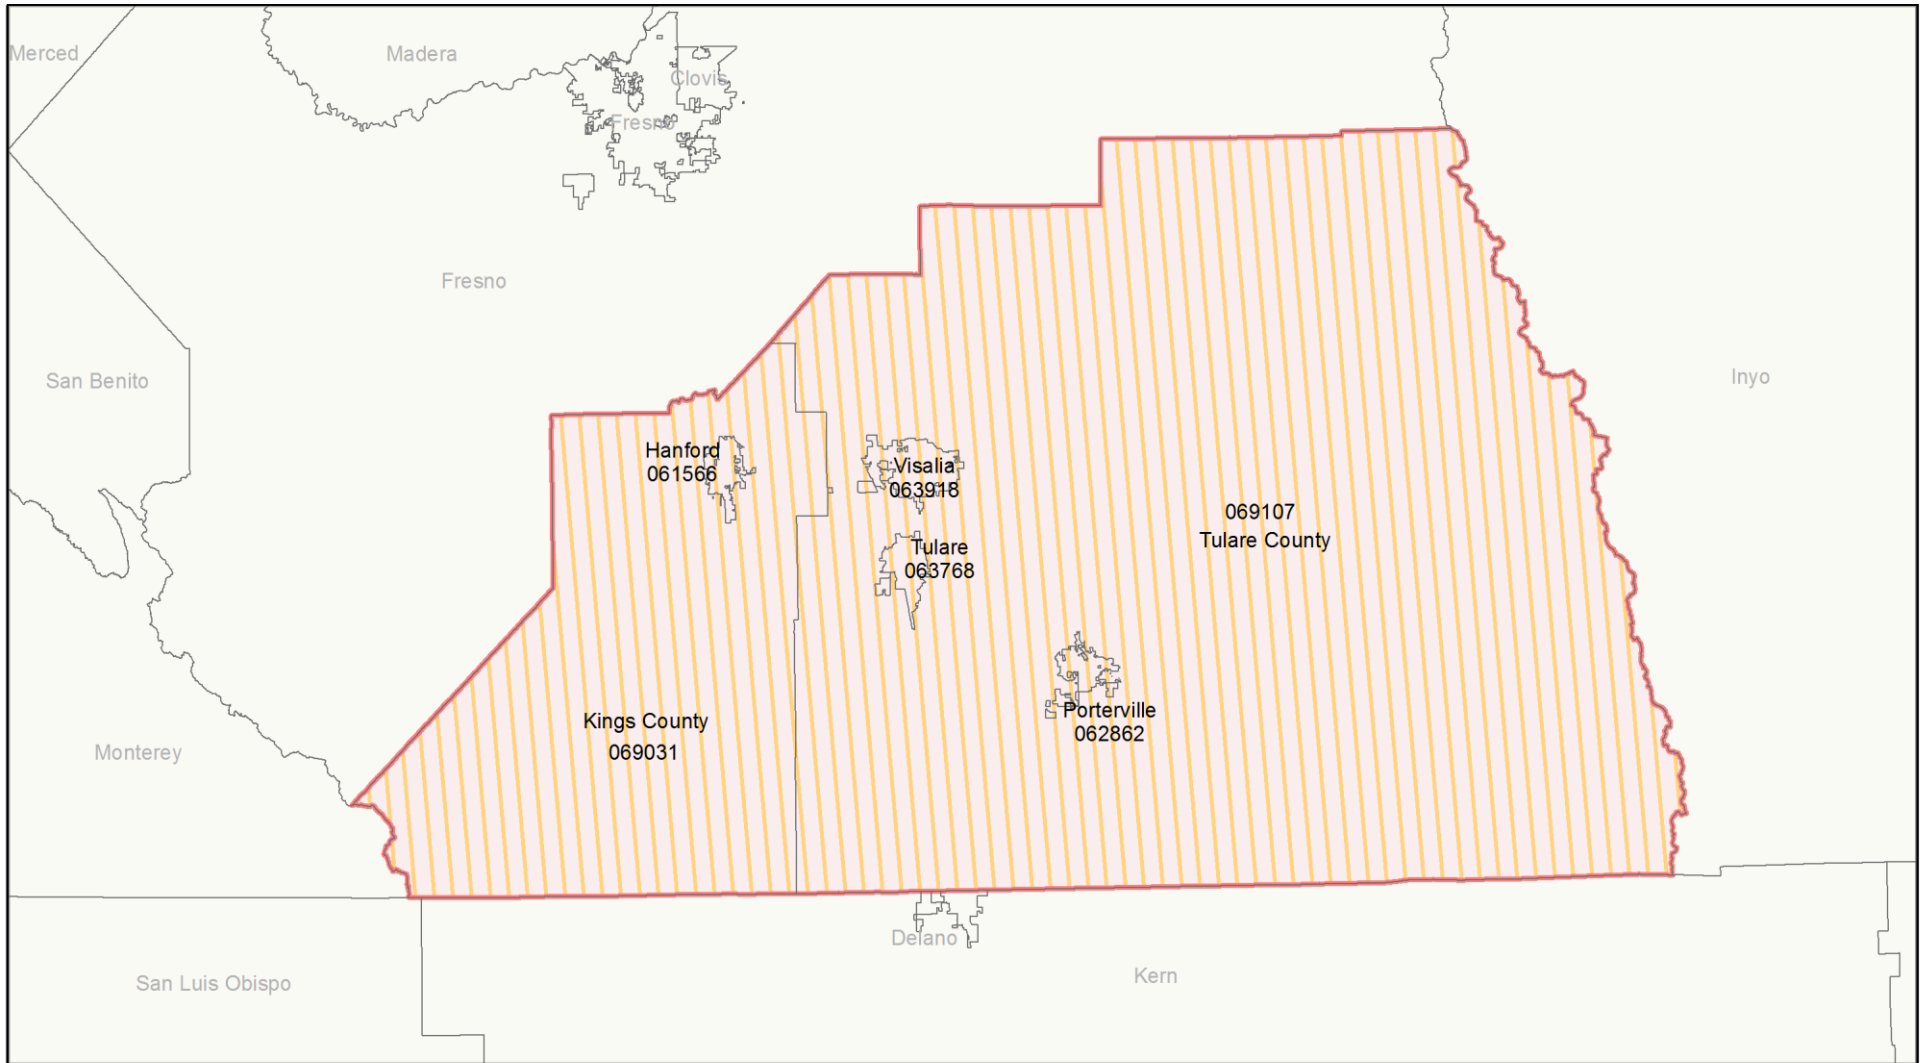 Merced
Madera
Clovis
Fresno
Fresno
San Benito
Inyo
Hanford
061566
Visalia
063918
069107
Tulare County
Tulare
063768
Porterville
062862
Kings County
069031
Monterey
Delano
San Luis Obispo
Kern